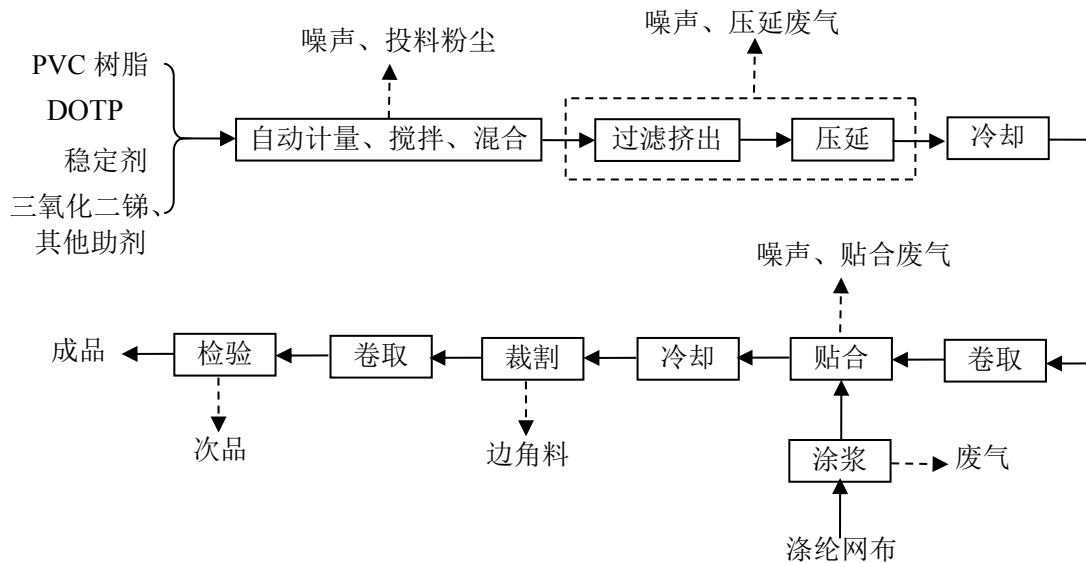 噪声、投料粉尘
噪声、压延废气
PVC 树脂
DOTP
稳定剂
三氧化二锑、
其他助剂
自动计量、搅拌、混合
过滤挤出
压延
冷却
噪声、贴合废气
成品
检验
卷取
裁割
冷却
贴合
卷取
次品
边角料
涂浆
废气
涤纶网布